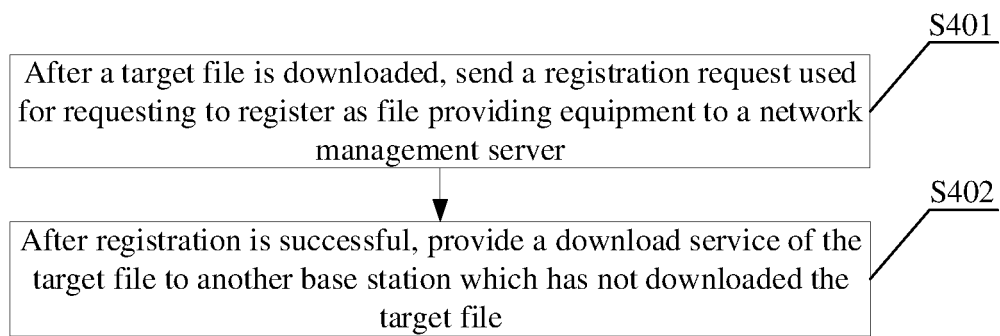 S401
After a target file is downloaded, send a registration request used
for requesting to register as file providing equipment to a network
management server
S402
After registration is successful, provide a download service of the
target file to another base station which has not downloaded the
target file